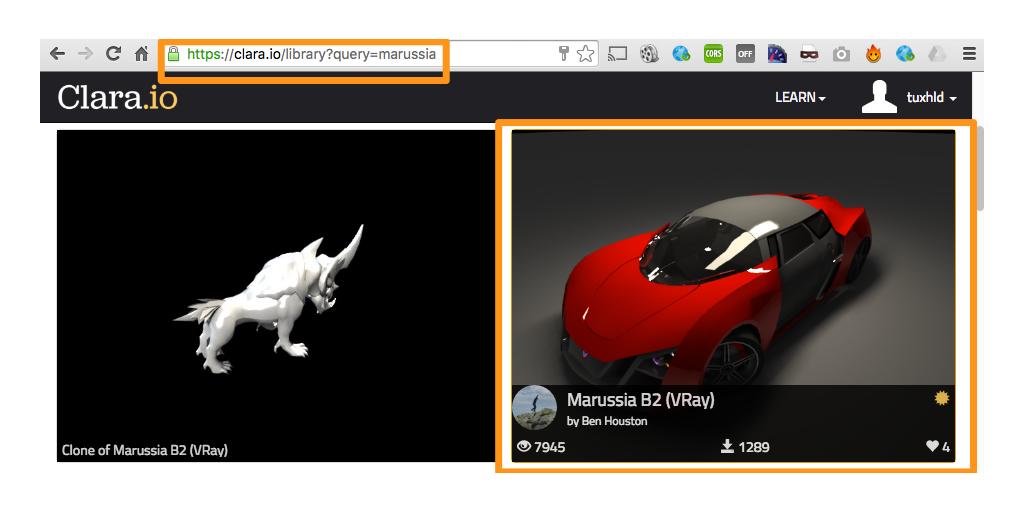 https://clara.io/library?query=marussia
CORS
OFF
Clara.io
LEARN
tuxhld
Clone of Marussia B2 (VRay)
Marussia B2 (VRay)
by Ben Houston
7945
1289
4